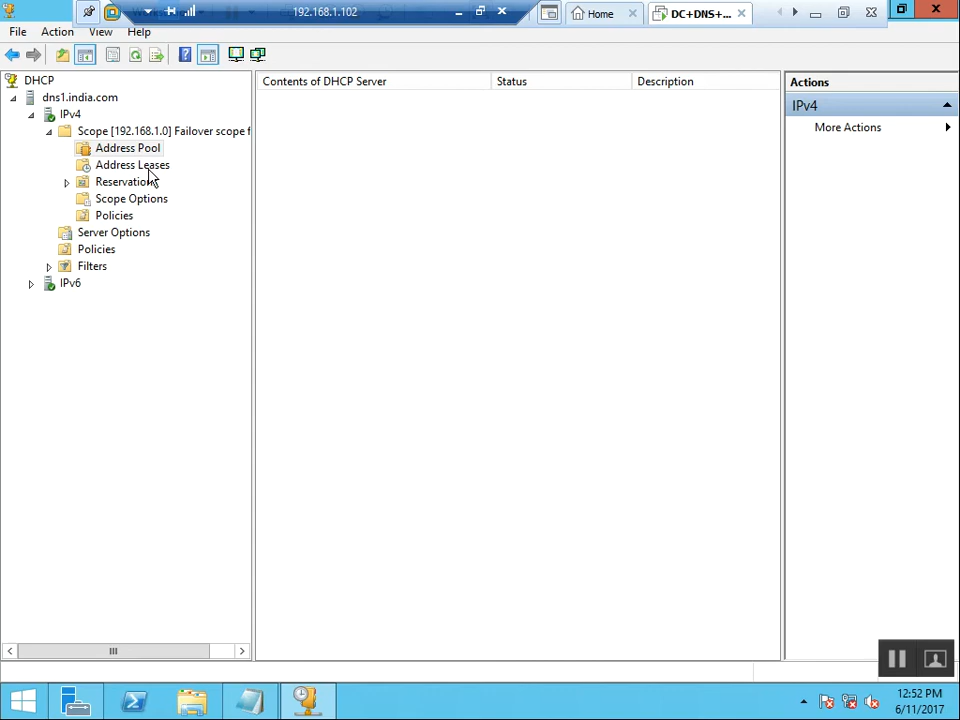 192.168.1.102
Home
DC+DNS+...
File Action View Help
DHCP
dns1.india.com
IPv4
Scope [192.168.1.0] Failover scope f
Address Pool
Address Leases
Reservation
Scope Options
Policies
Server Options
Policies
Filters
IPv6
Contents of DHCP Server Status Description
Actions
IPv4
More Actions
12:52 PM
6/11/2017